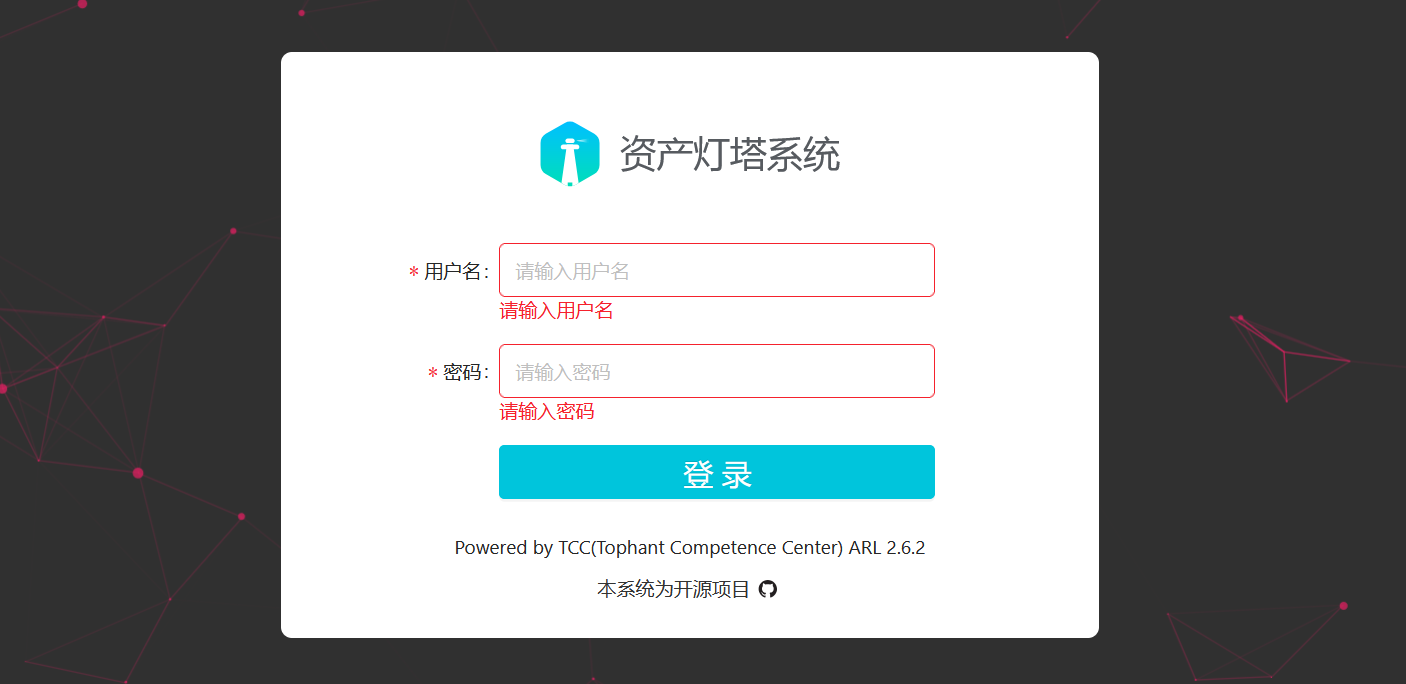 资产灯塔系统
* 用户名:
请输入用户名
请输入用户名
* 密码:
请输入密码
请输入密码
登 录
Powered by TCC(Tophant Competence Center) ARL 2.6.2
本系统为开源项目